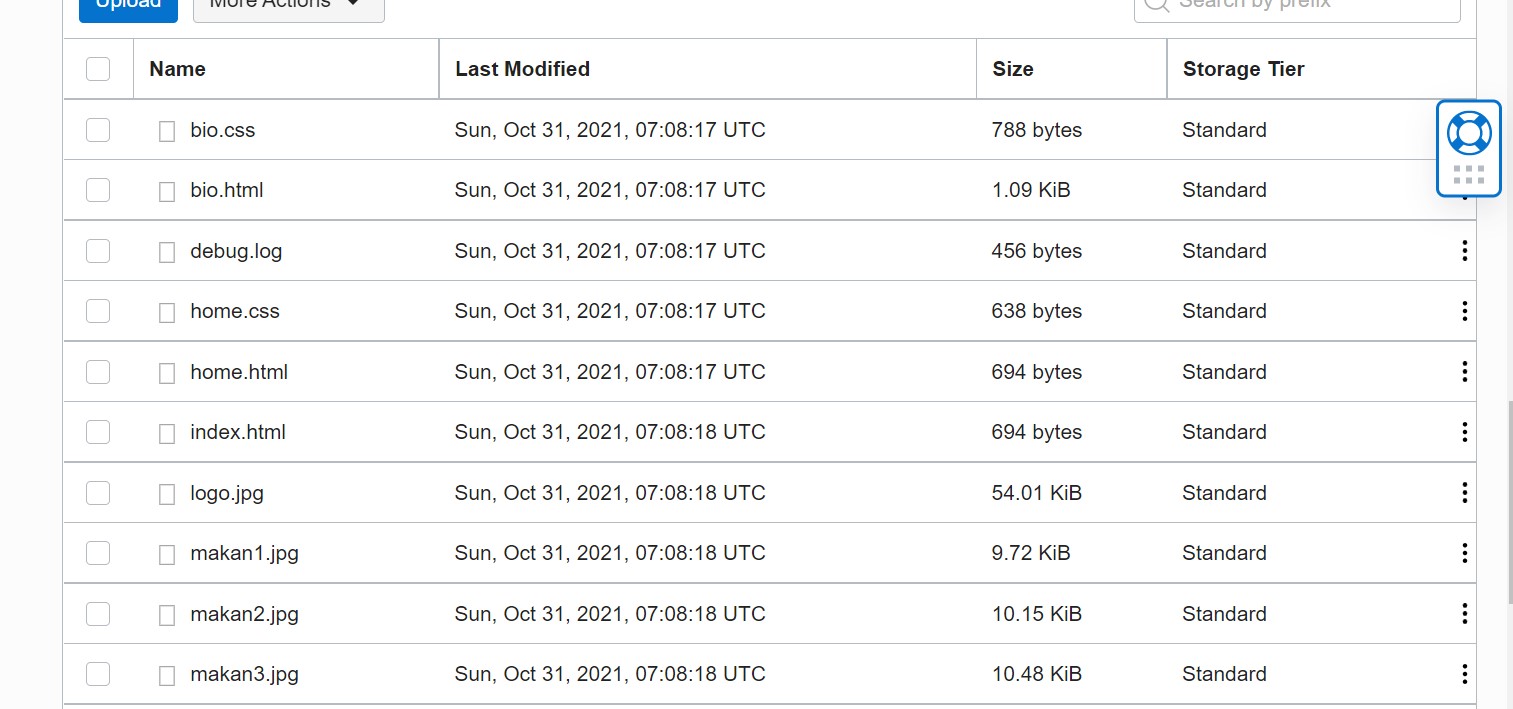 Upload More Actions Search by prefix
Name Last Modified Size Storage Tier
bio.css Sun, Oct 31, 2021, 07:08:17 UTC 788 bytes Standard
bio.html Sun, Oct 31, 2021, 07:08:17 UTC 1.09 KiB Standard
debug.log Sun, Oct 31, 2021, 07:08:17 UTC 456 bytes Standard
home.css Sun, Oct 31, 2021, 07:08:17 UTC 638 bytes Standard
home.html Sun, Oct 31, 2021, 07:08:17 UTC 694 bytes Standard
index.html Sun, Oct 31, 2021, 07:08:18 UTC 694 bytes Standard
logo.jpg Sun, Oct 31, 2021, 07:08:18 UTC 54.01 KiB Standard
makan1.jpg Sun, Oct 31, 2021, 07:08:18 UTC 9.72 KiB Standard
makan2.jpg Sun, Oct 31, 2021, 07:08:18 UTC 10.15 KiB Standard
makan3.jpg Sun, Oct 31, 2021, 07:08:18 UTC 10.48 KiB Standard